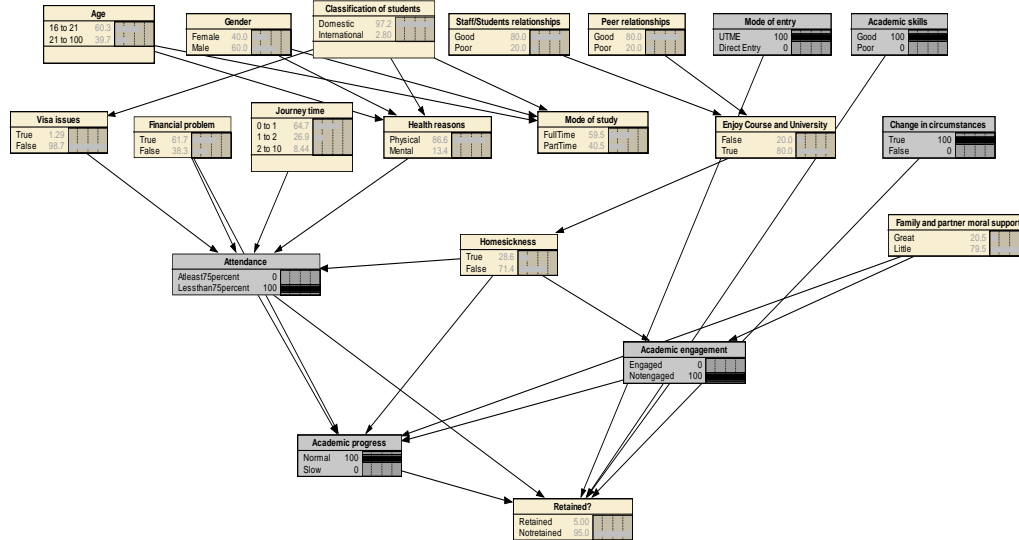 Age
16 to 21 60.3
21 to 100 39.7
Gender
Female 40.0
Male 60.0
Classification of students
Domestic 97.2
International 2.80
Staff/Students relationships
Good 80.0
Poor 20.0
Peer relationships
Good 80.0
Poor 20.0
Mode of entry
UTME 100
Direct Entry 0
Academic skills
Good 100
Poor 0
Visa issues
True 1.29
False 98.7
Financial problem
True 61.7
False 38.3
Journey time
0 to 1 64.7
1 to 2 26.9
2 to 10 8.44
Health reasons
Physical 86.6
Mental 13.4
Mode of study
FullTime 59.5
PartTime 40.5
Enjoy Course and University
False 20.0
True 80.0
Change in circumstances
True 100
False 0
Family and partner moral support
Great 20.5
Little 79.5
Attendance
Atleast75percent 0
Lessthan75percent 100
Homesickness
True 28.6
False 71.4
Academic engagement
Engaged 0
Notengaged 100
Academic progress
Normal 100
Slow 0
Retained?
Retained 5.00
Notretained 95.0